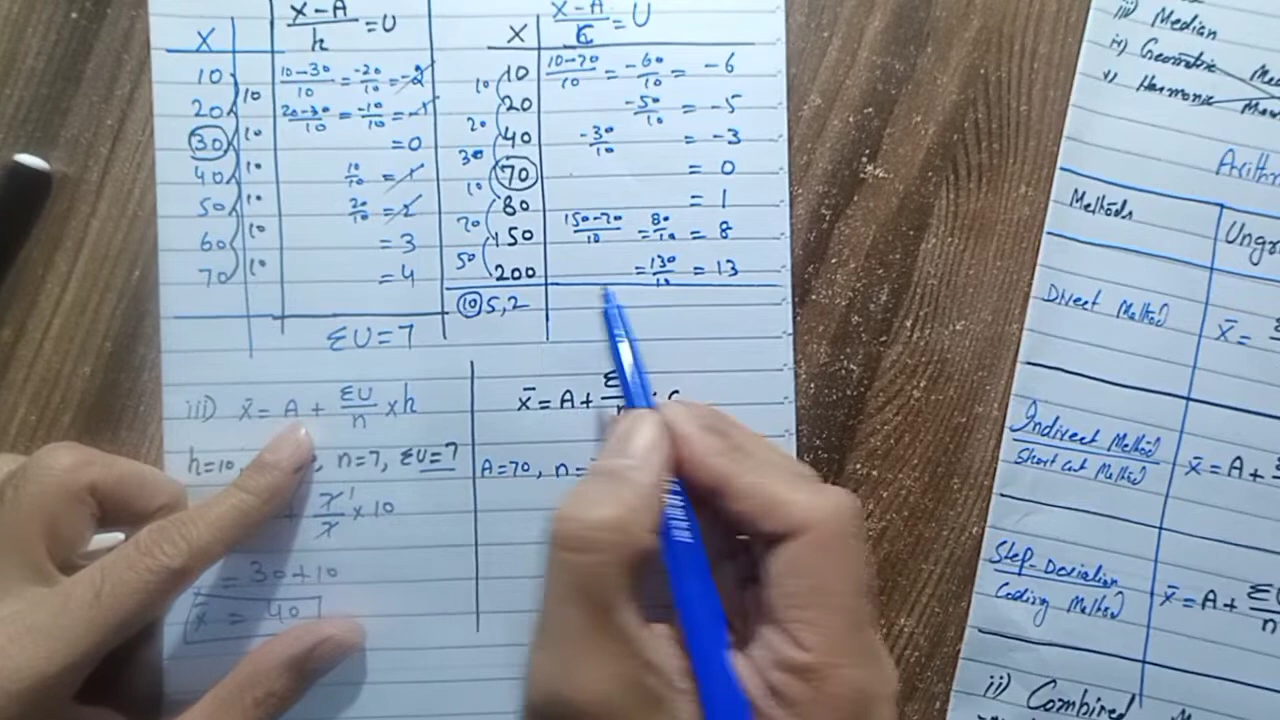 X
X-A/h = U
10
20
30
40
50
60
70
10
10
10
10
10
10
10-30/10 = -20/10 = -2
20-30/10 = -10/10 = -1
= 0
10/10 = 1
20/10 = 2
= 3
= 4
ΣU = 7
iii) x̄ = A + ΣU/n × h
h=10, n=7, ΣU=7
× 10
= 30+10
x̄ = 40
X
X-A/C = U
10
20
40
70
80
150
200
10
20
30
10
70
50
10-70/10 = -60/10 = -6
-50/10 = -5
-30/10 = -3
= 0
= 1
150-70/10 = 80/10 = 8
= 130/10 = 13
10 5,2
x̄ = A +
A=70, n=
iii) Median
iv) Geometric
v) Harmonic
Methods
Direct Method
x̄ =
Indirect Method
Short cut Method
x̄ = A +
Step-Deviation
Coding Method
x̄ = A +
n
ii) Combined